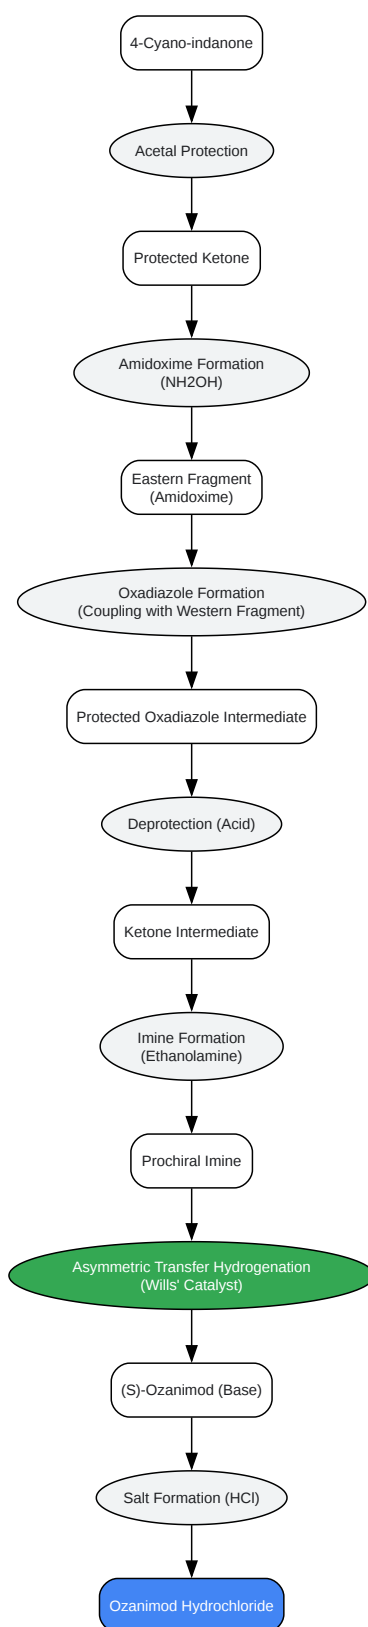 4-Cyano-indanone
Acetal Protection
Protected Ketone
Amidoxime Formation
(NH2OH)
Eastern Fragment
(Amidoxime)
Oxadiazole Formation
(Coupling with Western Fragment)
Protected Oxadiazole Intermediate
Deprotection (Acid)
Ketone Intermediate
Imine Formation
(Ethanolamine)
Prochiral Imine
Asymmetric Transfer Hydrogenation
(Wills' Catalyst)
(S)-Ozanimod (Base)
Salt Formation (HCl)
Ozanimod Hydrochloride